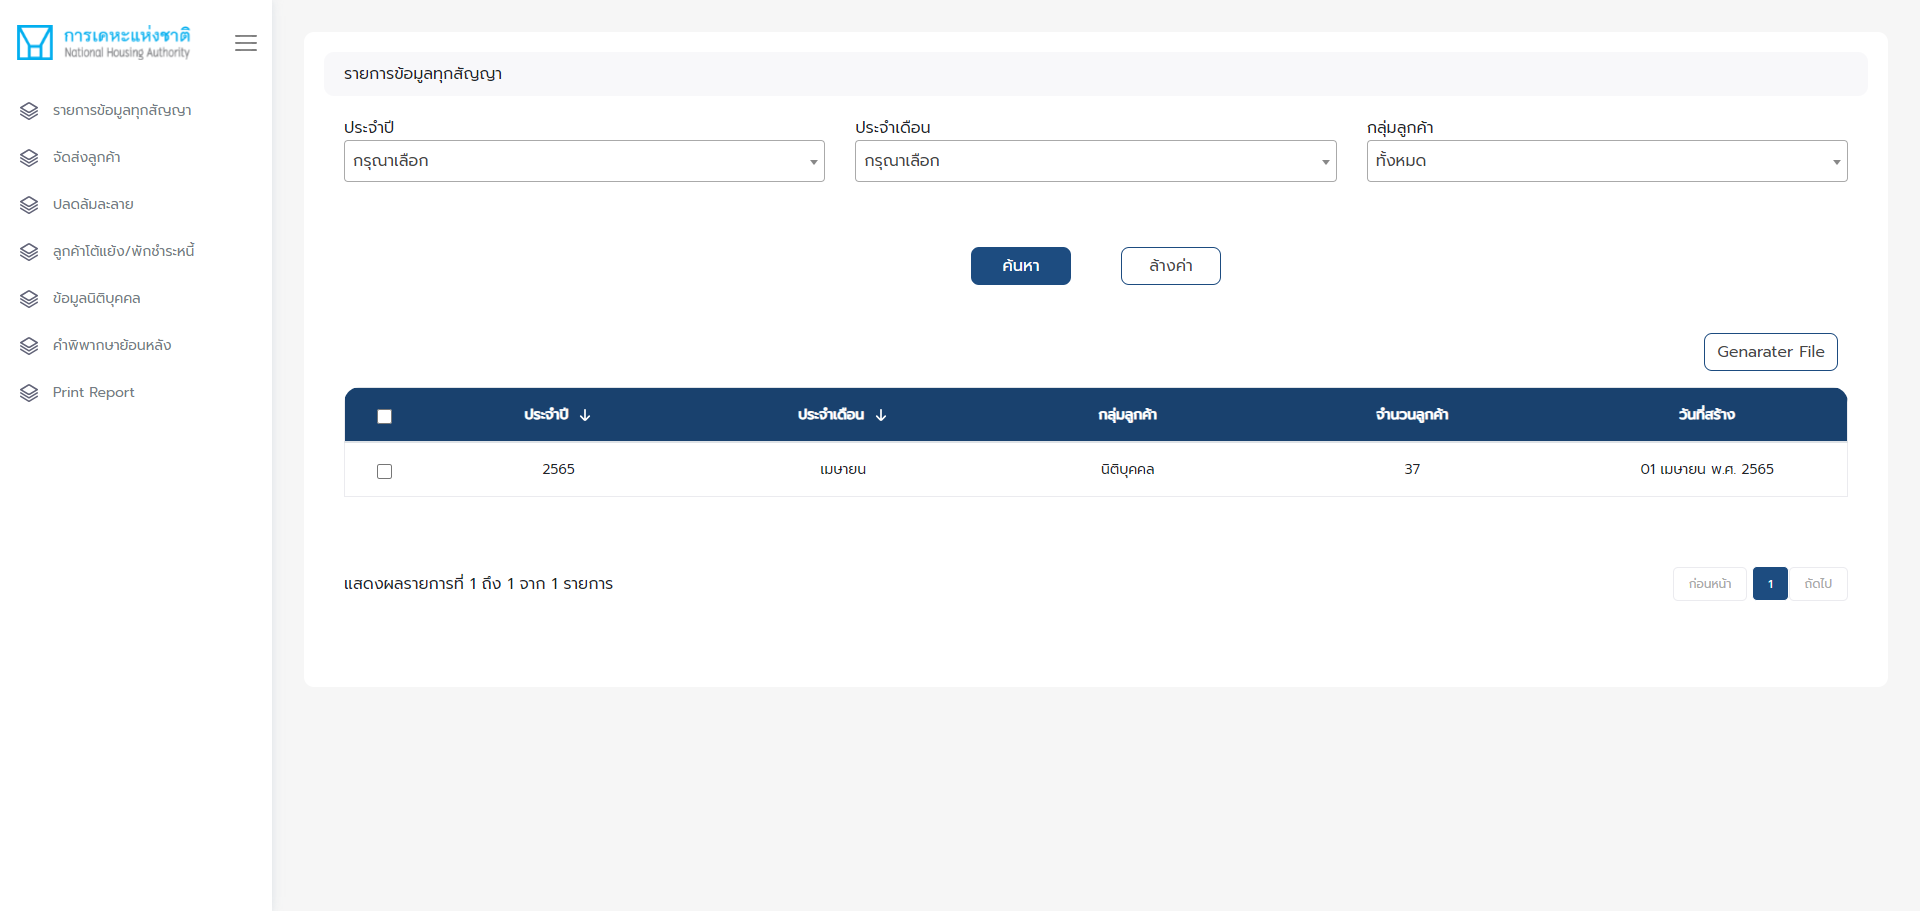 การเคหะแห่งชาติ
National Housing Authority
รายการข้อมูลทุกสัญญา
จัดส่งลูกค้า
ปลดล้มละลาย
ลูกค้าโต้แย้ง/พักชำระหนี้
ข้อมูลนิติบุคคล
คำพิพากษาย้อนหลัง
Print Report
รายการข้อมูลทุกสัญญา
ประจำปี ประจำเดือน กลุ่มลูกค้า
กรุณาเลือก กรุณาเลือก ทั้งหมด
ค้นหา ล้างค่า
Genarater File
ประจำปี ประจำเดือน กลุ่มลูกค้า จำนวนลูกค้า วันที่สร้าง
2565 เมษายน นิติบุคคล 37 01 เมษายน พ.ศ. 2565
แสดงผลรายการที่ 1 ถึง 1 จาก 1 รายการ ก่อนหน้า 1 ถัดไป